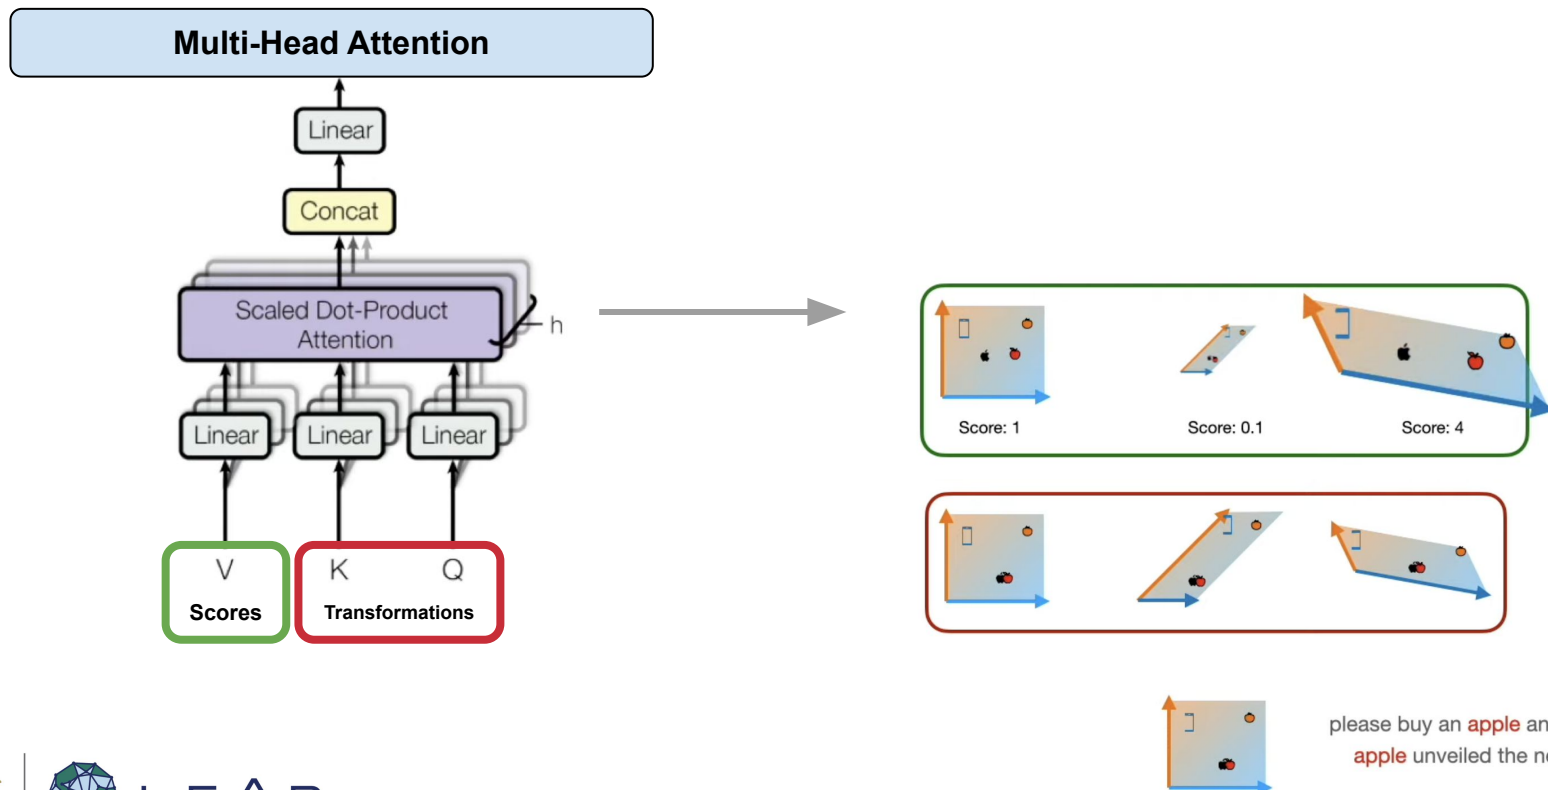 Multi-Head Attention
Linear
Concat
Scaled Dot-Product
Attention
h
Linear
Linear
Linear
V
K
Q
Scores
Transformations
Score: 1
Score: 0.1
Score: 4
please buy an apple an
apple unveiled the